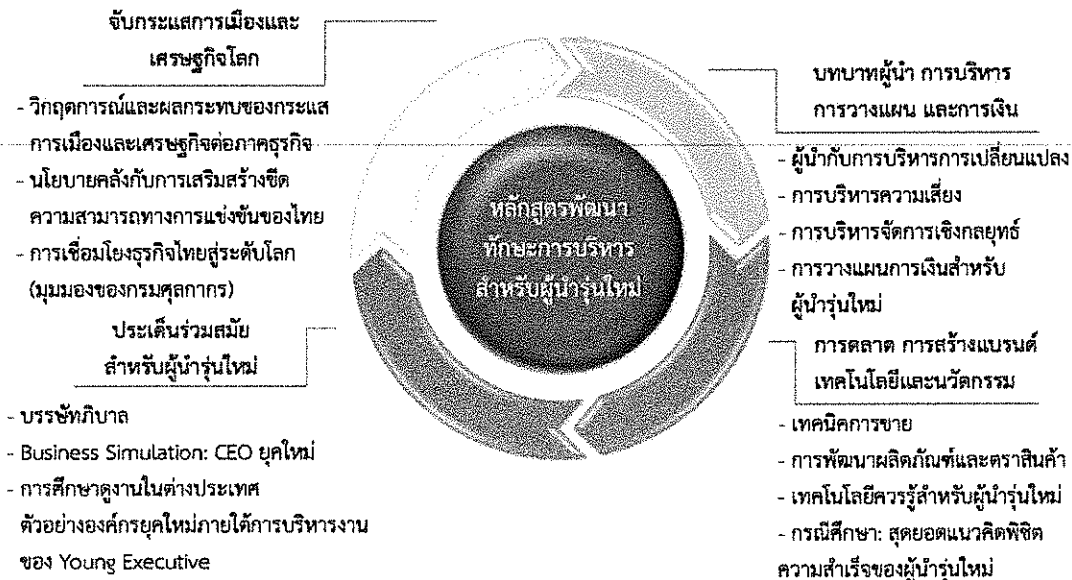 จับกระแสการเมืองและ
เศรษฐกิจโลก
- วิกฤตการณ์และผลกระทบของกระแส
การเมืองและเศรษฐกิจต่อภาคธุรกิจ
- นโยบายคลังกับการเสริมสร้างขีด
ความสามารถทางการแข่งขันของไทย
- การเชื่อมโยงธุรกิจไทยสู่ระดับโลก
(มุมมองของกรมศุลกากร)
ประเด็นร่วมสมัย
สำหรับผู้นำรุ่นใหม่
- บรรษัทภิบาล
- Business Simulation: CEO ยุคใหม่
- การศึกษาดูงานในต่างประเทศ
ตัวอย่างองค์กรยุคใหม่ภายใต้การบริหารงาน
ของ Young Executive
หลักสูตรพัฒนา
ทักษะการบริหาร
สำหรับผู้นำรุ่นใหม่
บทบาทผู้นำ การบริหาร
การวางแผน และการเงิน
- ผู้นำกับการบริหารการเปลี่ยนแปลง
- การบริหารความเสี่ยง
- การบริหารจัดการเชิงกลยุทธ์
- การวางแผนการเงินสำหรับ
ผู้นำรุ่นใหม่
การตลาด การสร้างแบรนด์
เทคโนโลยีและนวัตกรรม
- เทคนิคการขาย
- การพัฒนาผลิตภัณฑ์และตราสินค้า
- เทคโนโลยีควรรู้สำหรับผู้นำรุ่นใหม่
- กรณีศึกษา: สุดยอดแนวคิดพิชิต
ความสำเร็จของผู้นำรุ่นใหม่